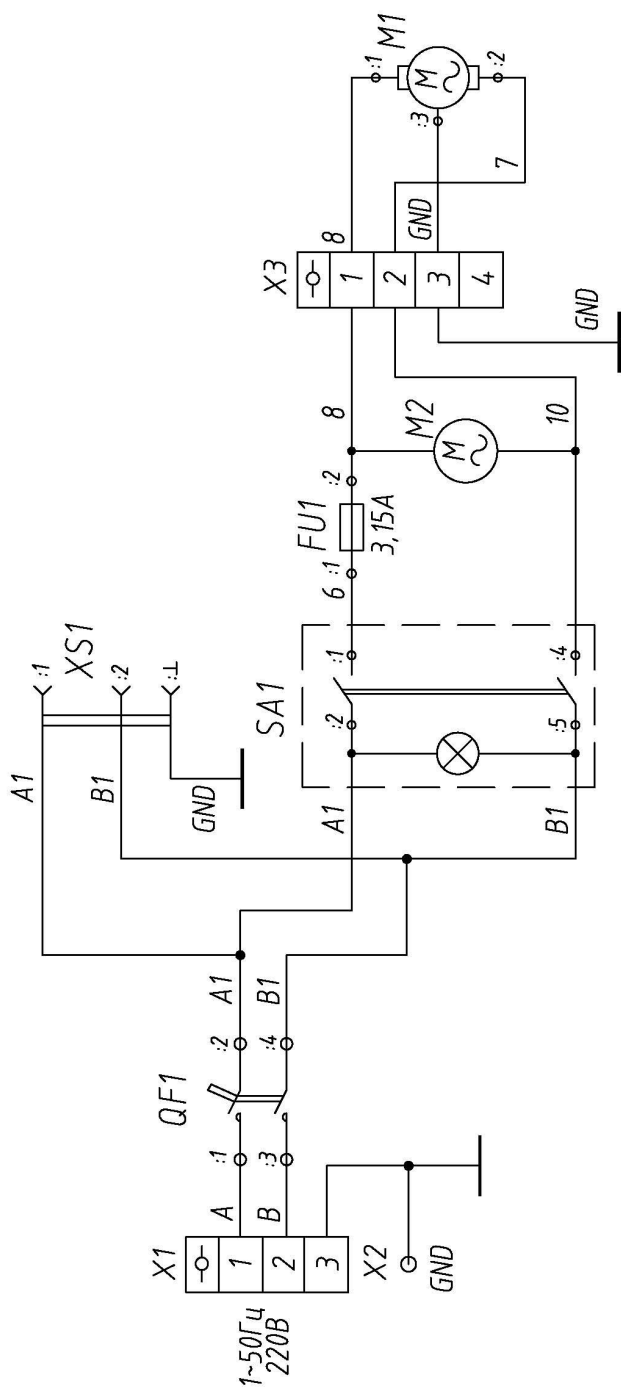 1~50Гц
220В
X1
1
2
3
X2
GND
A
B
:1
:3
QF1
:2
:4
A1
B1
A1
B1
GND
XS1
:1
:2
:⊥
A1
B1
SA1
:2
:5
:1
:4
6
:1
FU1
3,15A
:2
8
M2
M
10
GND
X3
1
2
3
4
8
GND
7
:1
:3
:2
M
M1